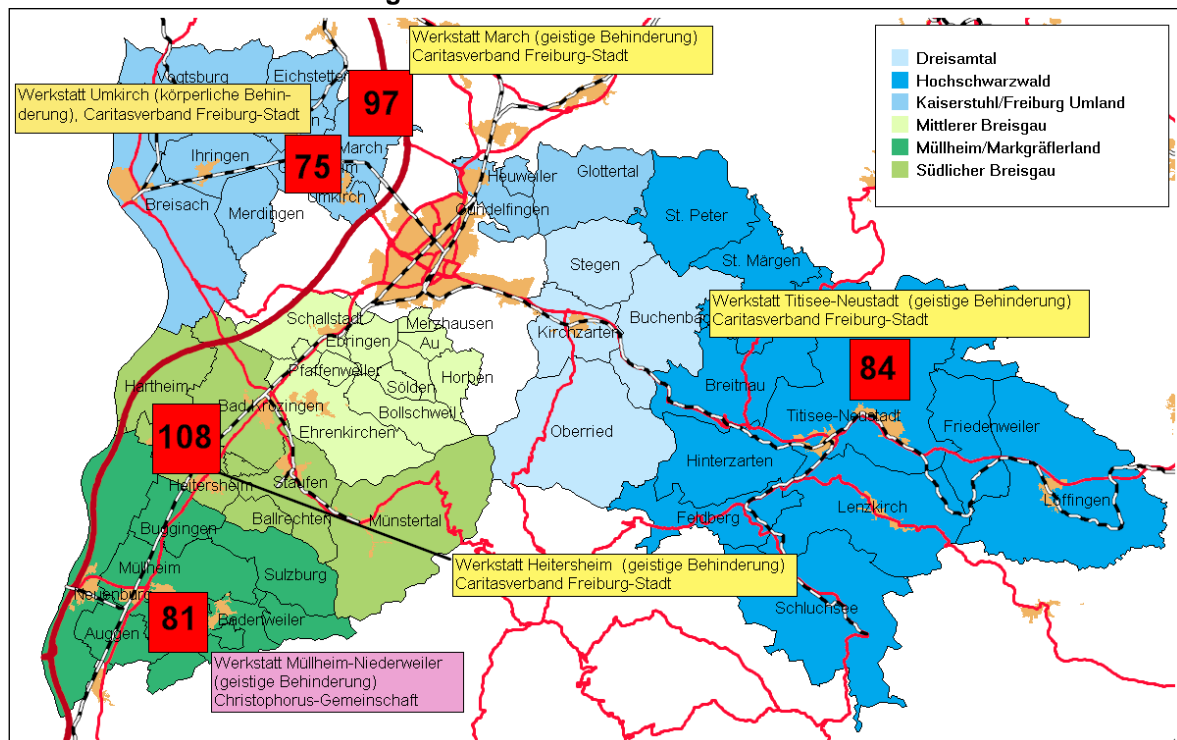 Werkstatt March (geistige Behinderung)
Caritasverband Freiburg-Stadt
Dreisamtal
Hochschwarzwald
Kaiserstuhl/Freiburg Umland
Mittlerer Breisgau
Müllheim/Markgräflerland
Südlicher Breisgau
Vogtsburg
Eichstetten
Werkstatt Umkirch (körperliche Behin-
derung), Caritasverband Freiburg-Stadt
97
75
March
Ihringen
Umkirch
Breisach
Merdingen
Heuweiler
Glottertal
Gundelfingen
St. Peter
St. Märgen
Stegen
Buchenbach
Kirchzarten
Werkstatt Titisee-Neustadt (geistige Behinderung)
Caritasverband Freiburg-Stadt
84
Schallstadt
Merzhausen
Ebringen
Au
Pfaffenweiler
Horben
Sölden
Hartheim
Bad Krozingen
Bollschweil
Ehrenkirchen
Oberried
Breitnau
Titisee-Neustadt
Friedenweiler
Hinterzarten
108
Heitersheim
Staufen
Ballrechten
Münstertal
Feldberg
Lenzkirch
Löffingen
Buggingen
Müllheim
Sulzburg
Neuenburg
Werkstatt Heitersheim (geistige Behinderung)
Caritasverband Freiburg-Stadt
Schluchsee
81
Auggen
Badenweiler
Werkstatt Müllheim-Niederweiler
(geistige Behinderung)
Christophorus-Gemeinschaft